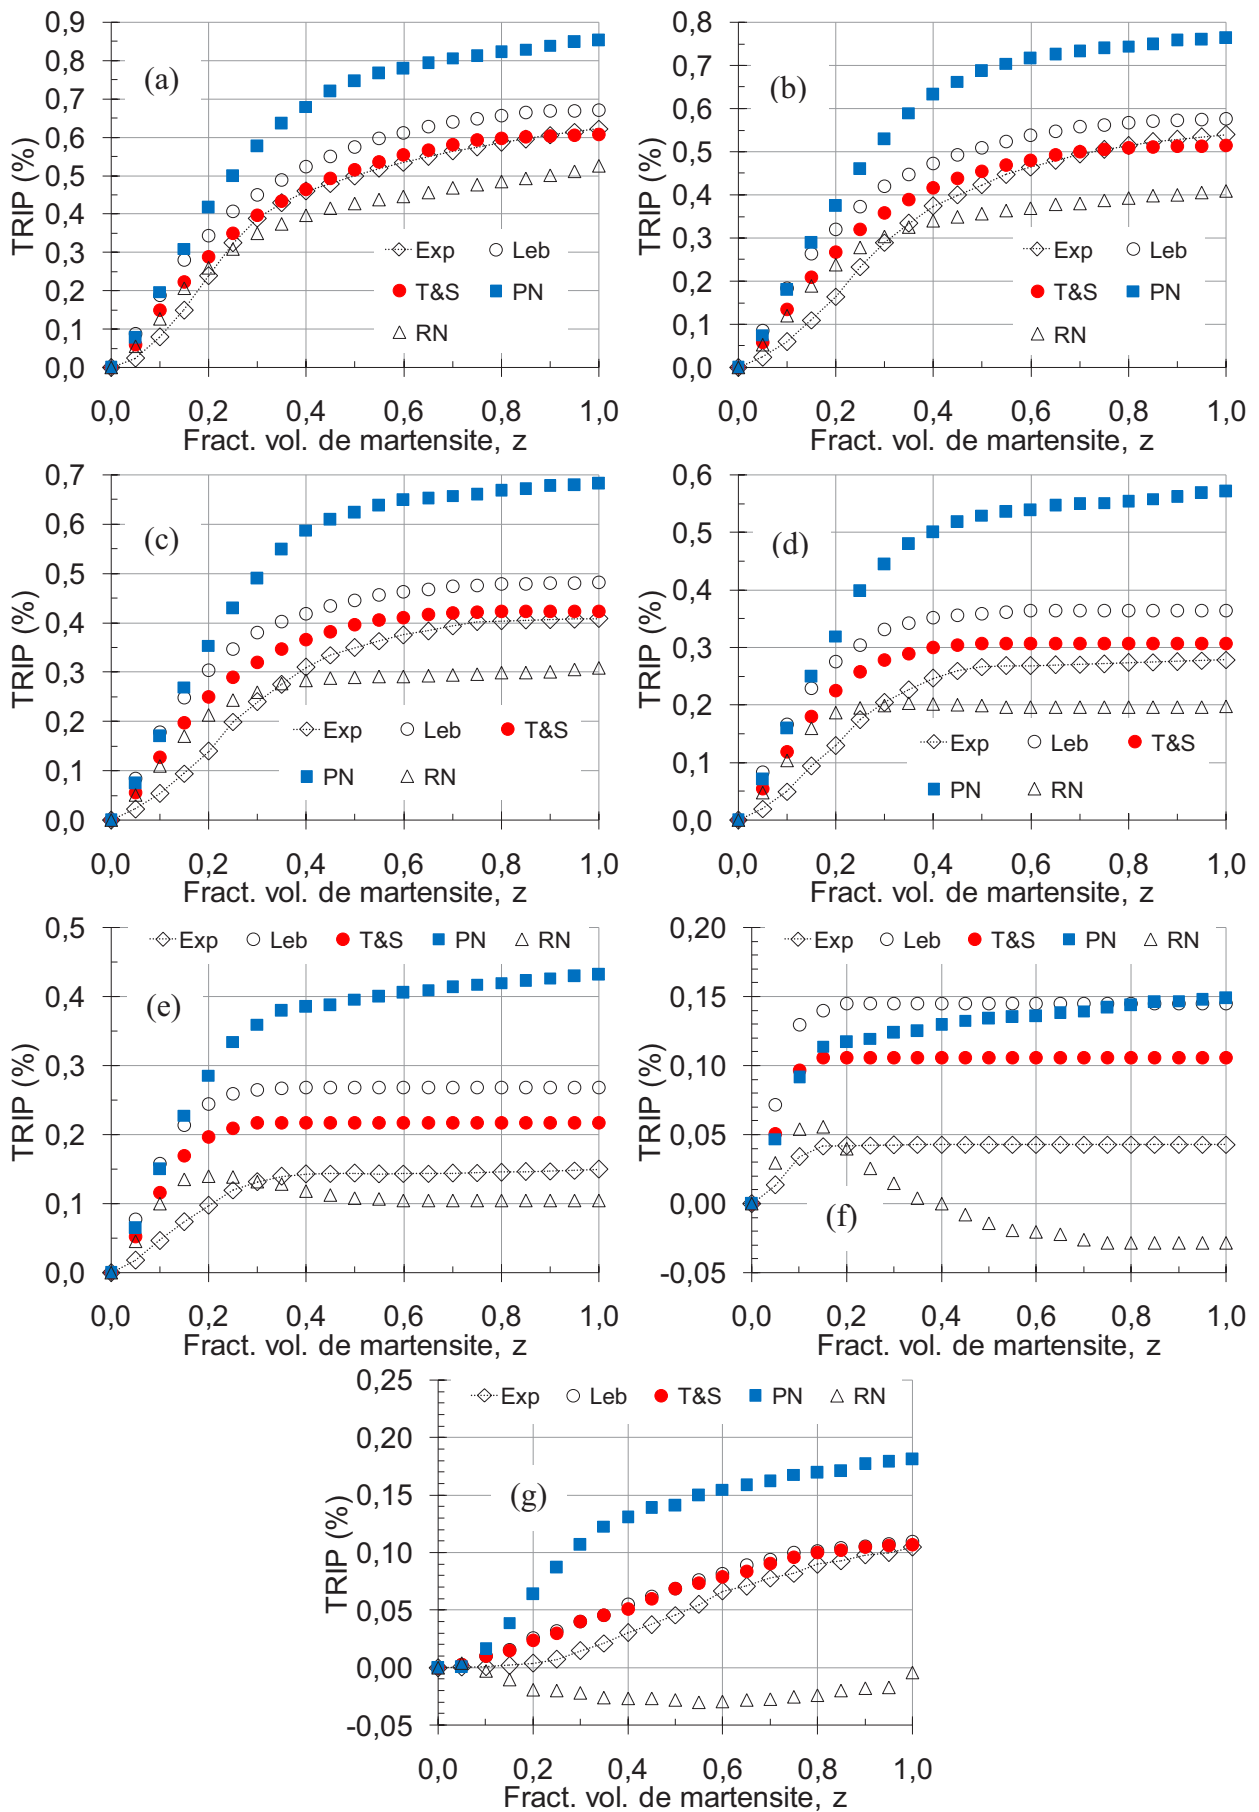 0,9
0,8
0,7
0,6
0,5
0,4
0,3
0,2
0,1
0,0
TRIP (%)
(a)
Exp Leb
T&S PN
RN
0,0 0,2 0,4 0,6 0,8 1,0
Fract. vol. de martensite, z
0,8
0,7
0,6
0,5
0,4
0,3
0,2
0,1
0,0
TRIP (%)
(b)
Exp Leb
T&S PN
RN
0,0 0,2 0,4 0,6 0,8 1,0
Fract. vol. de martensite, z
0,7
0,6
0,5
0,4
0,3
0,2
0,1
0,0
TRIP (%)
(c)
Exp Leb T&S
PN RN
0,0 0,2 0,4 0,6 0,8 1,0
Fract. vol. de martensite, z
0,6
0,5
0,4
0,3
0,2
0,1
0,0
TRIP (%)
(d)
Exp Leb T&S
PN RN
0,0 0,2 0,4 0,6 0,8 1,0
Fract. vol. de martensite, z
0,5
0,4
0,3
0,2
0,1
0,0
TRIP (%)
Exp Leb T&S PN RN
(e)
0,0 0,2 0,4 0,6 0,8 1,0
Fract. vol. de martensite, z
0,20
0,15
0,10
0,05
0,00
-0,05
TRIP (%)
Exp Leb T&S PN RN
(f)
0,0 0,2 0,4 0,6 0,8 1,0
Fract. vol. de martensite, z
0,25
0,20
0,15
0,10
0,05
0,00
-0,05
TRIP (%)
Exp Leb T&S PN RN
(g)
0,0 0,2 0,4 0,6 0,8 1,0
Fract. vol. de martensite, z